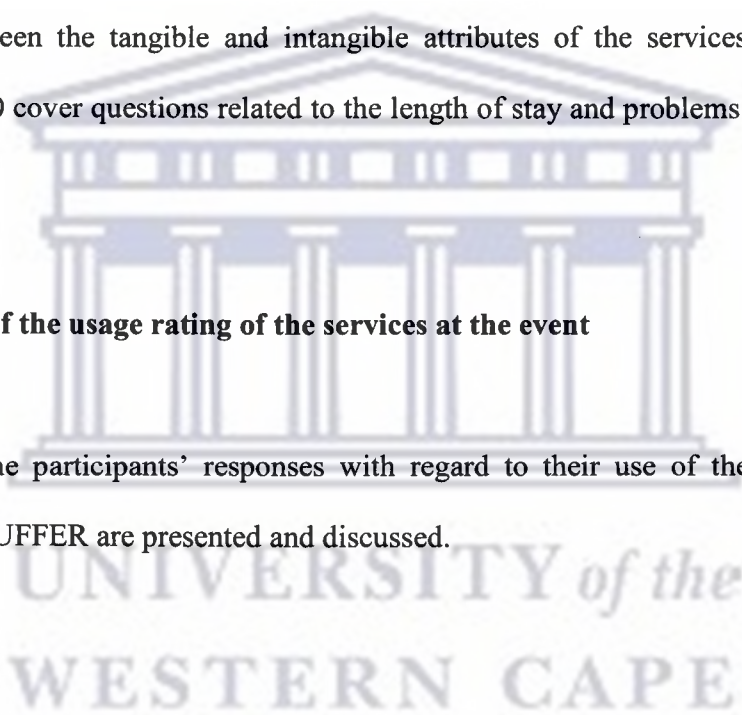 een the tangible and intangible attributes of the services
cover questions related to the length of stay and problems
f the usage rating of the services at the event
participants' responses with regard to their use of the
UFFER are presented and discussed.
UNIVERSITY of the
WESTERN CAPE